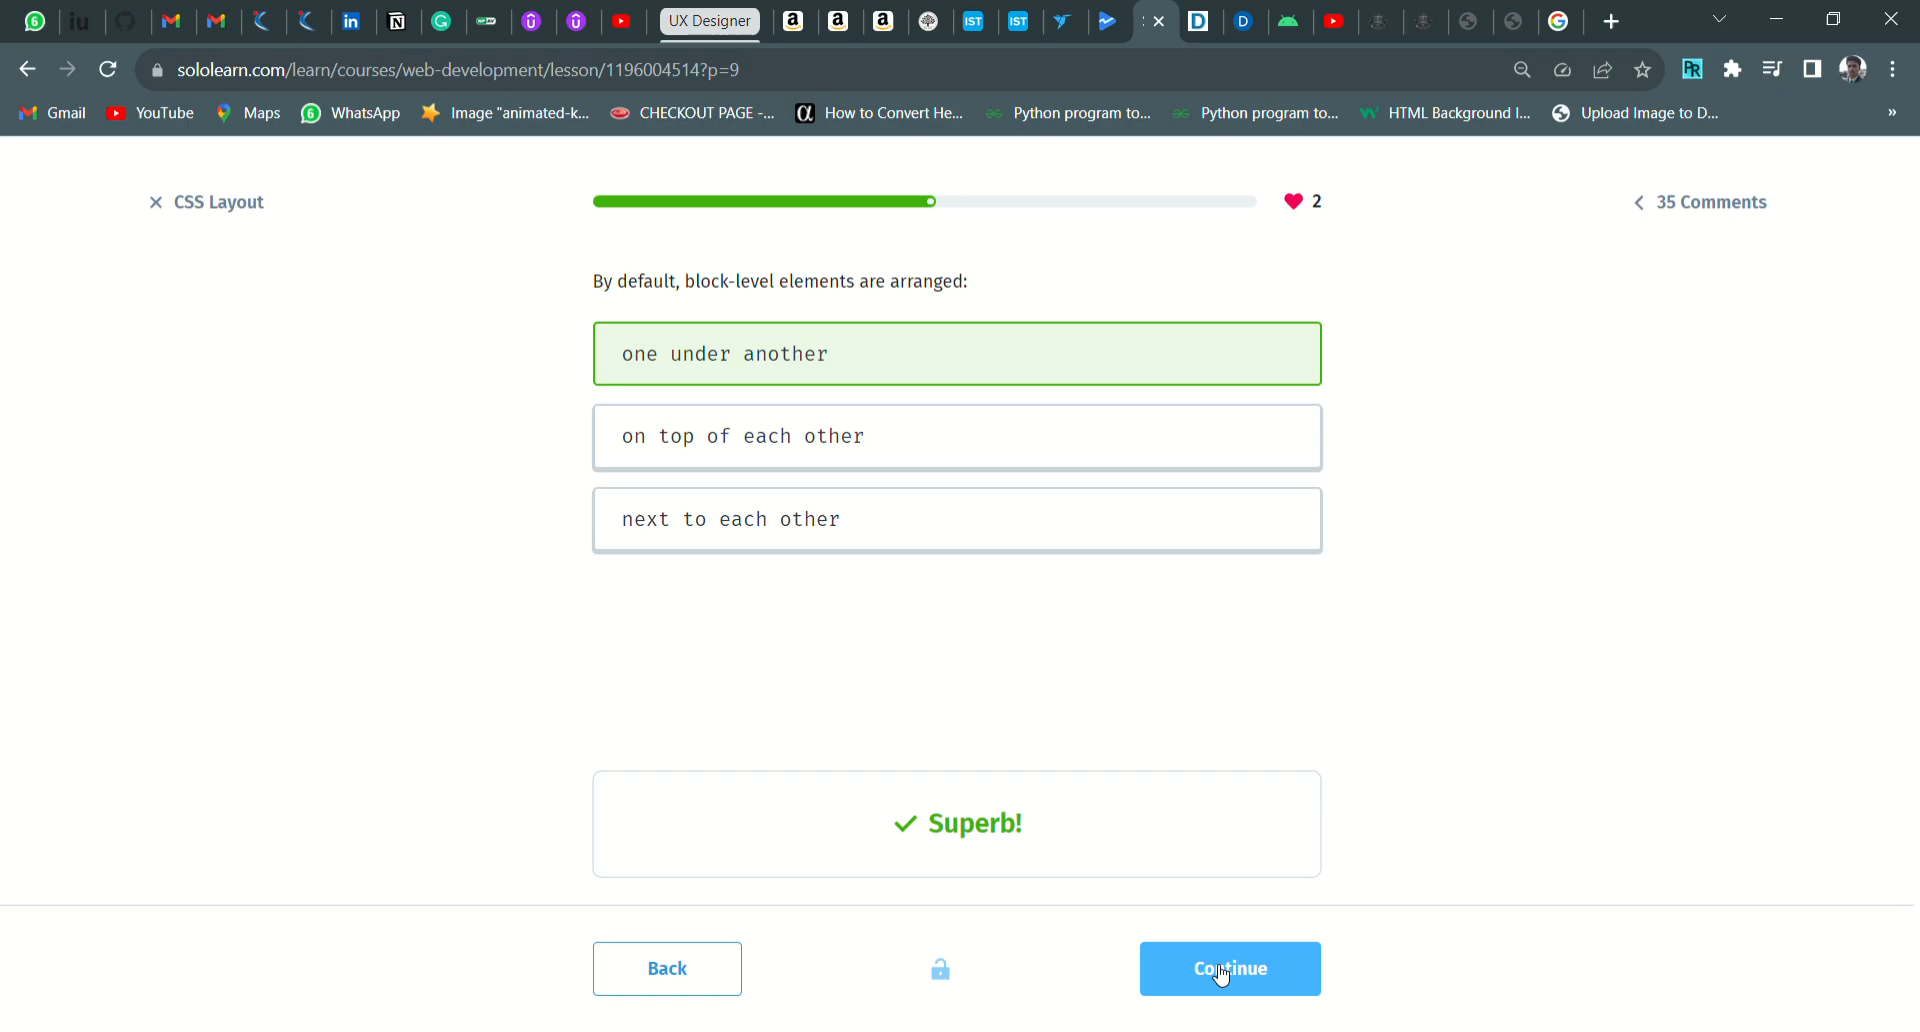 UX Designer
sololearn.com/learn/courses/web-development/lesson/1196004514?p=9
Gmail YouTube Maps WhatsApp Image "animated-k... CHECKOUT PAGE -... How to Convert He... Python program to... Python program to... HTML Background I... Upload Image to D... »
CSS Layout 2 35 Comments
By default, block-level elements are arranged:
one under another
on top of each other
next to each other
Superb!
Back Continue